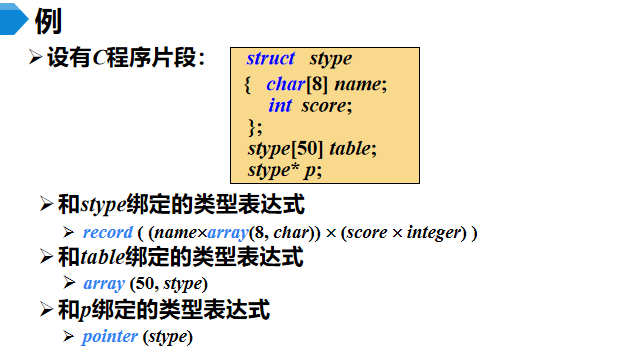 例
➢设有C程序片段：
struct stype
{ char[8] name;
int score;
};
stype[50] table;
stype* p;
➢和stype绑定的类型表达式
➢ record ( (name×array(8, char)) × (score × integer) )
➢和table绑定的类型表达式
➢ array (50, stype)
➢和p绑定的类型表达式
➢ pointer (stype)